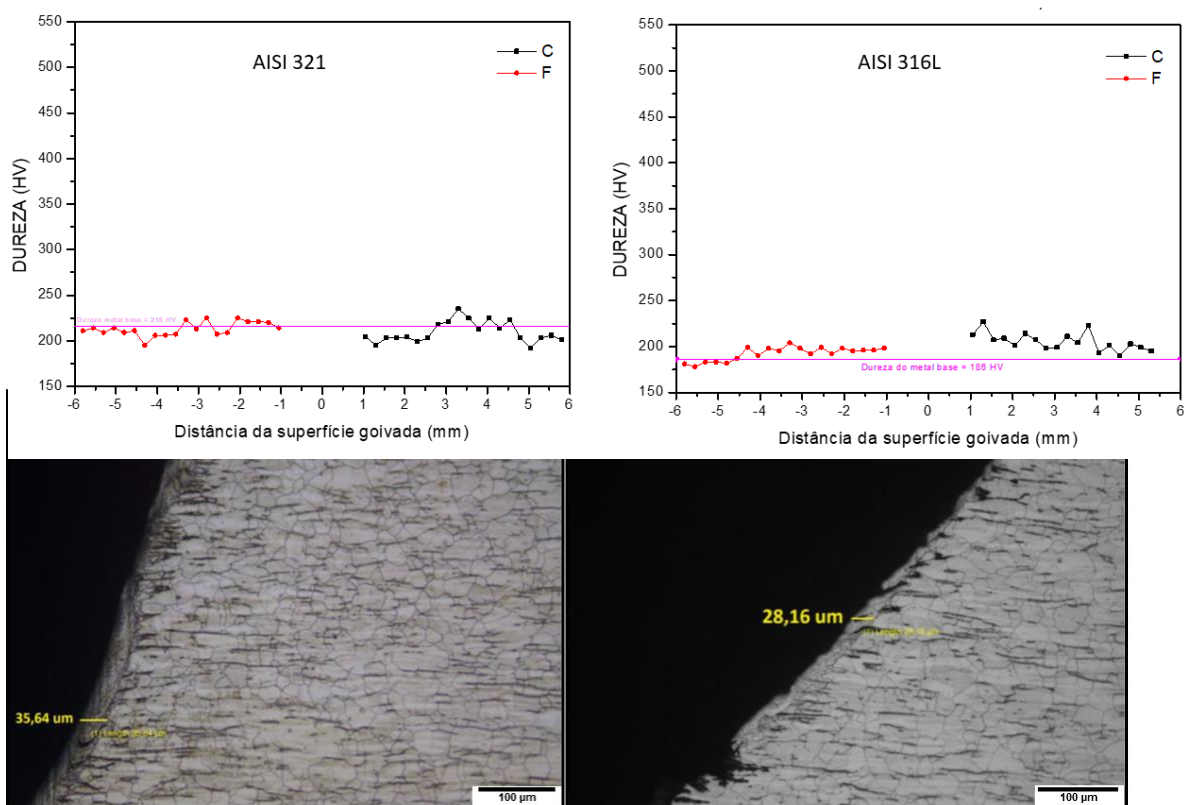 550
500
450
400
350
300
250
200
150
DUREZA (HV)
AISI 321
C
F
Dureza metal base = 216 HV
-6 -5 -4 -3 -2 -1 0 1 2 3 4 5 6
Distância da superfície goivada (mm)
550
500
450
400
350
300
250
200
150
DUREZA (HV)
AISI 316L
C
F
Dureza do metal base = 186 HV
-6 -5 -4 -3 -2 -1 0 1 2 3 4 5 6
Distância da superfície goivada (mm)
35,64 um
100 µm
28,16 um
100 µm